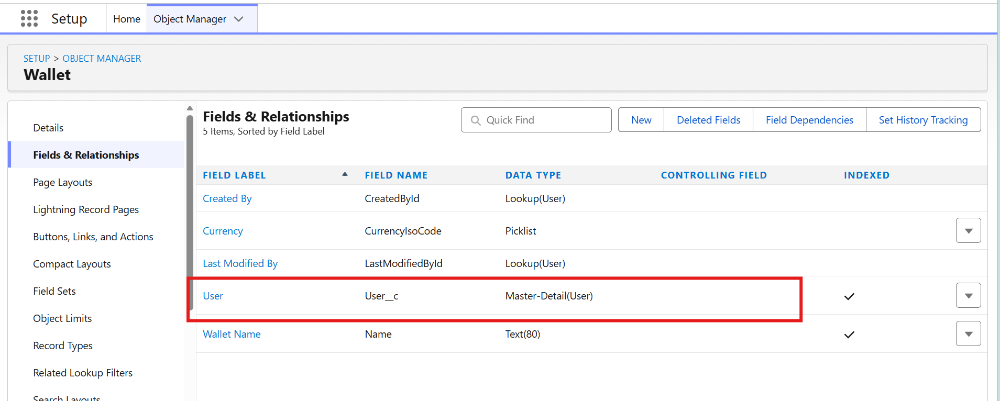 Setup Home Object Manager
SETUP > OBJECT MANAGER
Wallet
Details
Fields & Relationships
Page Layouts
Lightning Record Pages
Buttons, Links, and Actions
Compact Layouts
Field Sets
Object Limits
Record Types
Related Lookup Filters
Search Layouts
Fields & Relationships
5 Items, Sorted by Field Label
Quick Find New Deleted Fields Field Dependencies Set History Tracking
FIELD LABEL FIELD NAME DATA TYPE CONTROLLING FIELD INDEXED
Created By CreatedById Lookup(User)
Currency CurrencyIsoCode Picklist
Last Modified By LastModifiedById Lookup(User)
User User__c Master-Detail(User)
Wallet Name Name Text(80)